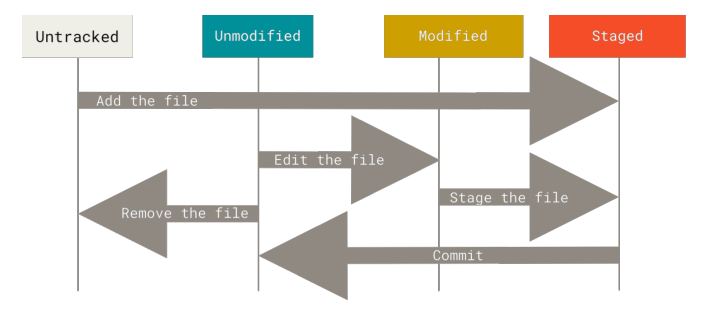 Untracked
Unmodified
Modified
Staged
Add the file
Edit the file
Stage the file
Remove the file
Commit